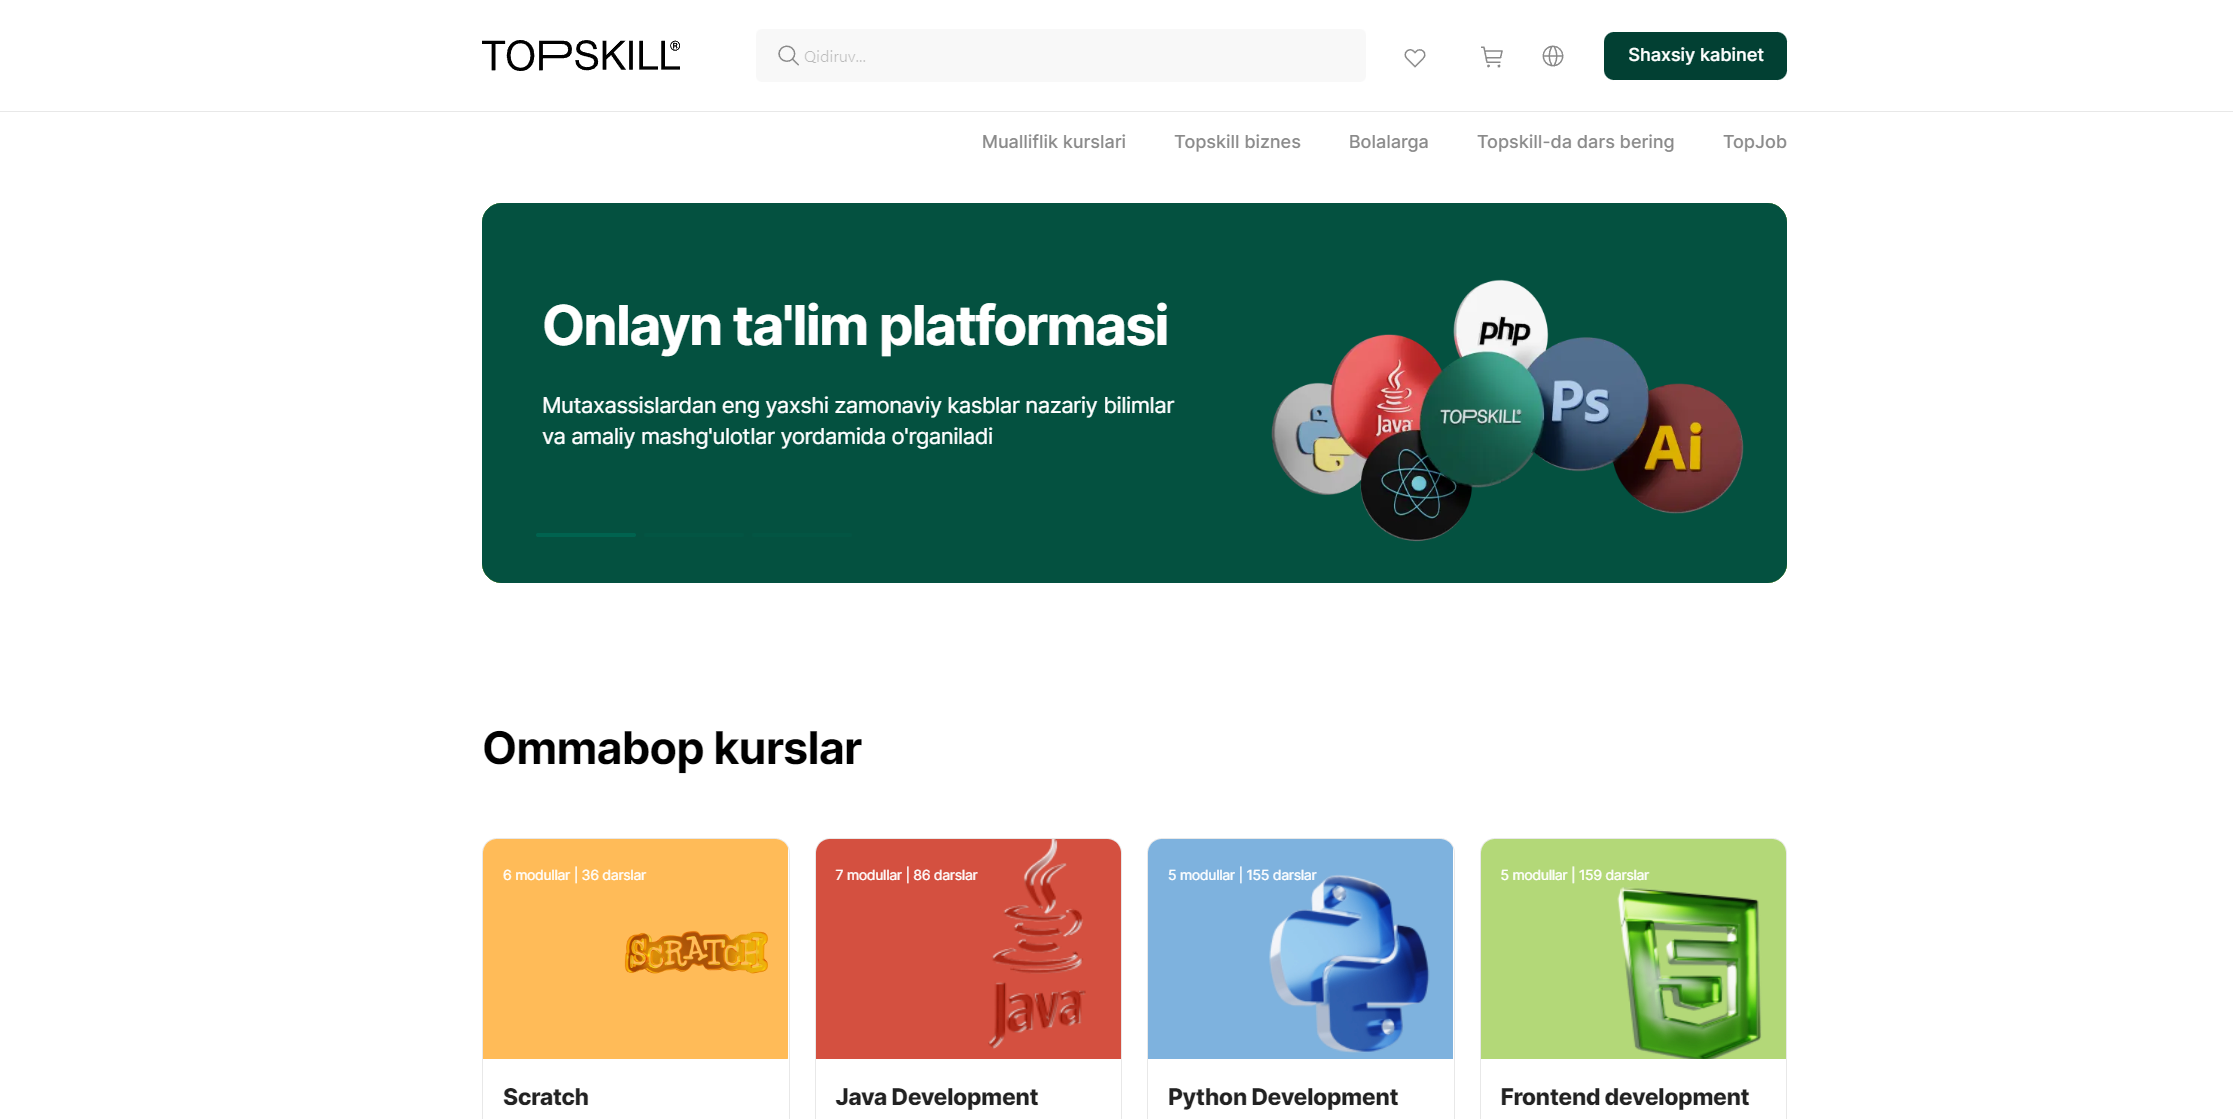 TOPSKILL®
Qidiruv...
Shaxsiy kabinet
Mualliflik kurslari
Topskill biznes
Bolalarga
Topskill-da dars bering
TopJob
Onlayn ta'lim platformasi
Mutaxassislardan eng yaxshi zamonaviy kasblar nazariy bilimlar
va amaliy mashg'ulotlar yordamida o'rganiladi
php
Java
TOPSKILL®
Ps
Ai
Ommabop kurslar
6 modullar | 36 darslar
SCRATCH
Scratch
7 modullar | 86 darslar
Java
Java Development
5 modullar | 155 darslar
Python Development
5 modullar | 159 darslar
5
Frontend development